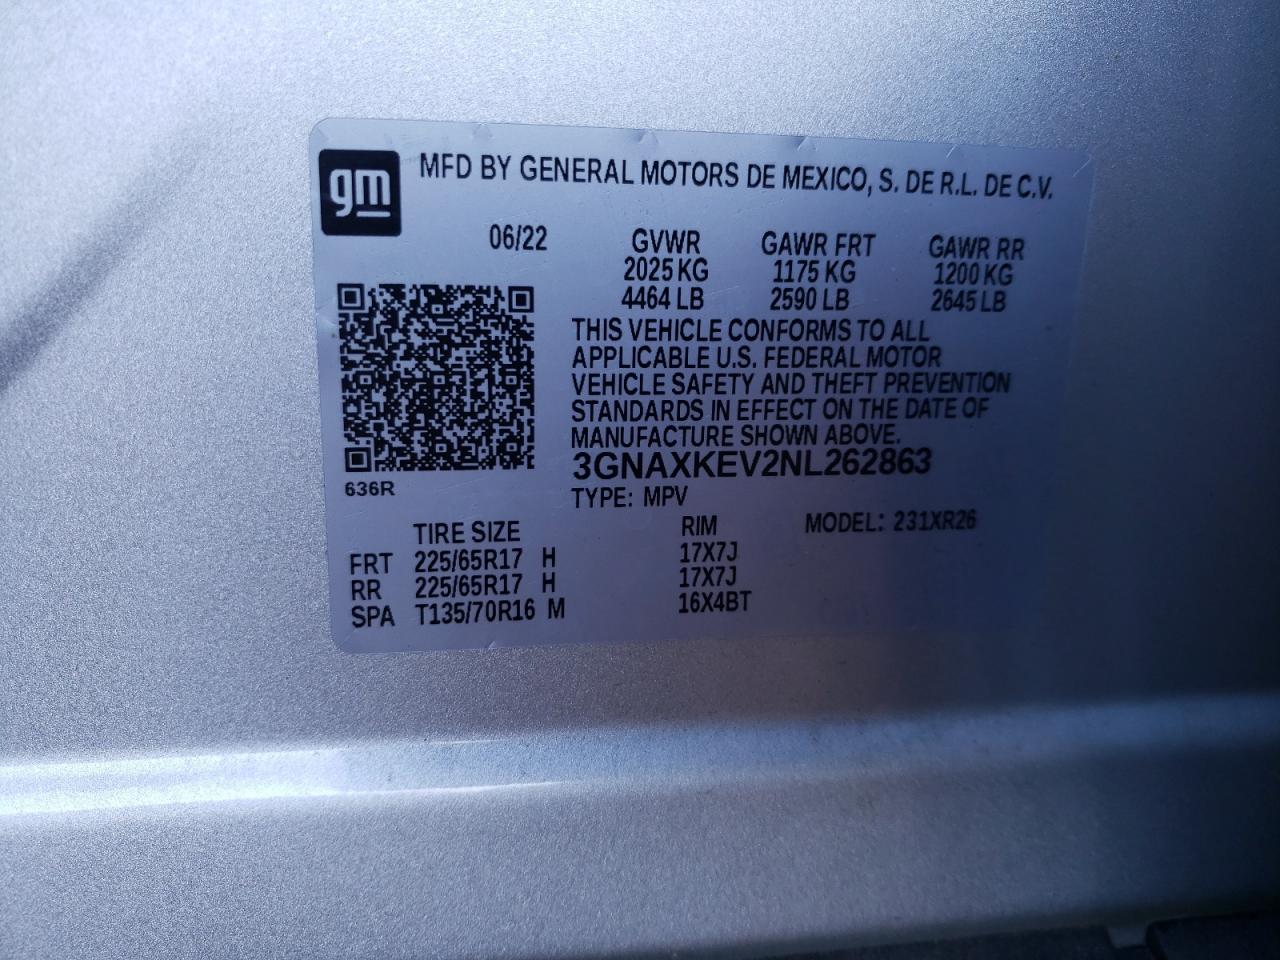 gm
MFD BY GENERAL MOTORS DE MEXICO, S. DE R.L. DE C.V.
06/22 GVWR GAWR FRT GAWR RR
2025 KG 1175 KG 1200 KG
4464 LB 2590 LB 2645 LB
THIS VEHICLE CONFORMS TO ALL
APPLICABLE U.S. FEDERAL MOTOR
VEHICLE SAFETY AND THEFT PREVENTION
STANDARDS IN EFFECT ON THE DATE OF
MANUFACTURE SHOWN ABOVE.
3GNAXKEV2NL262863
636R
TYPE: MPV
TIRE SIZE RIM MODEL: 231XR26
FRT 225/65R17 H 17X7J
RR 225/65R17 H 17X7J
SPA T135/70R16 M 16X4BT